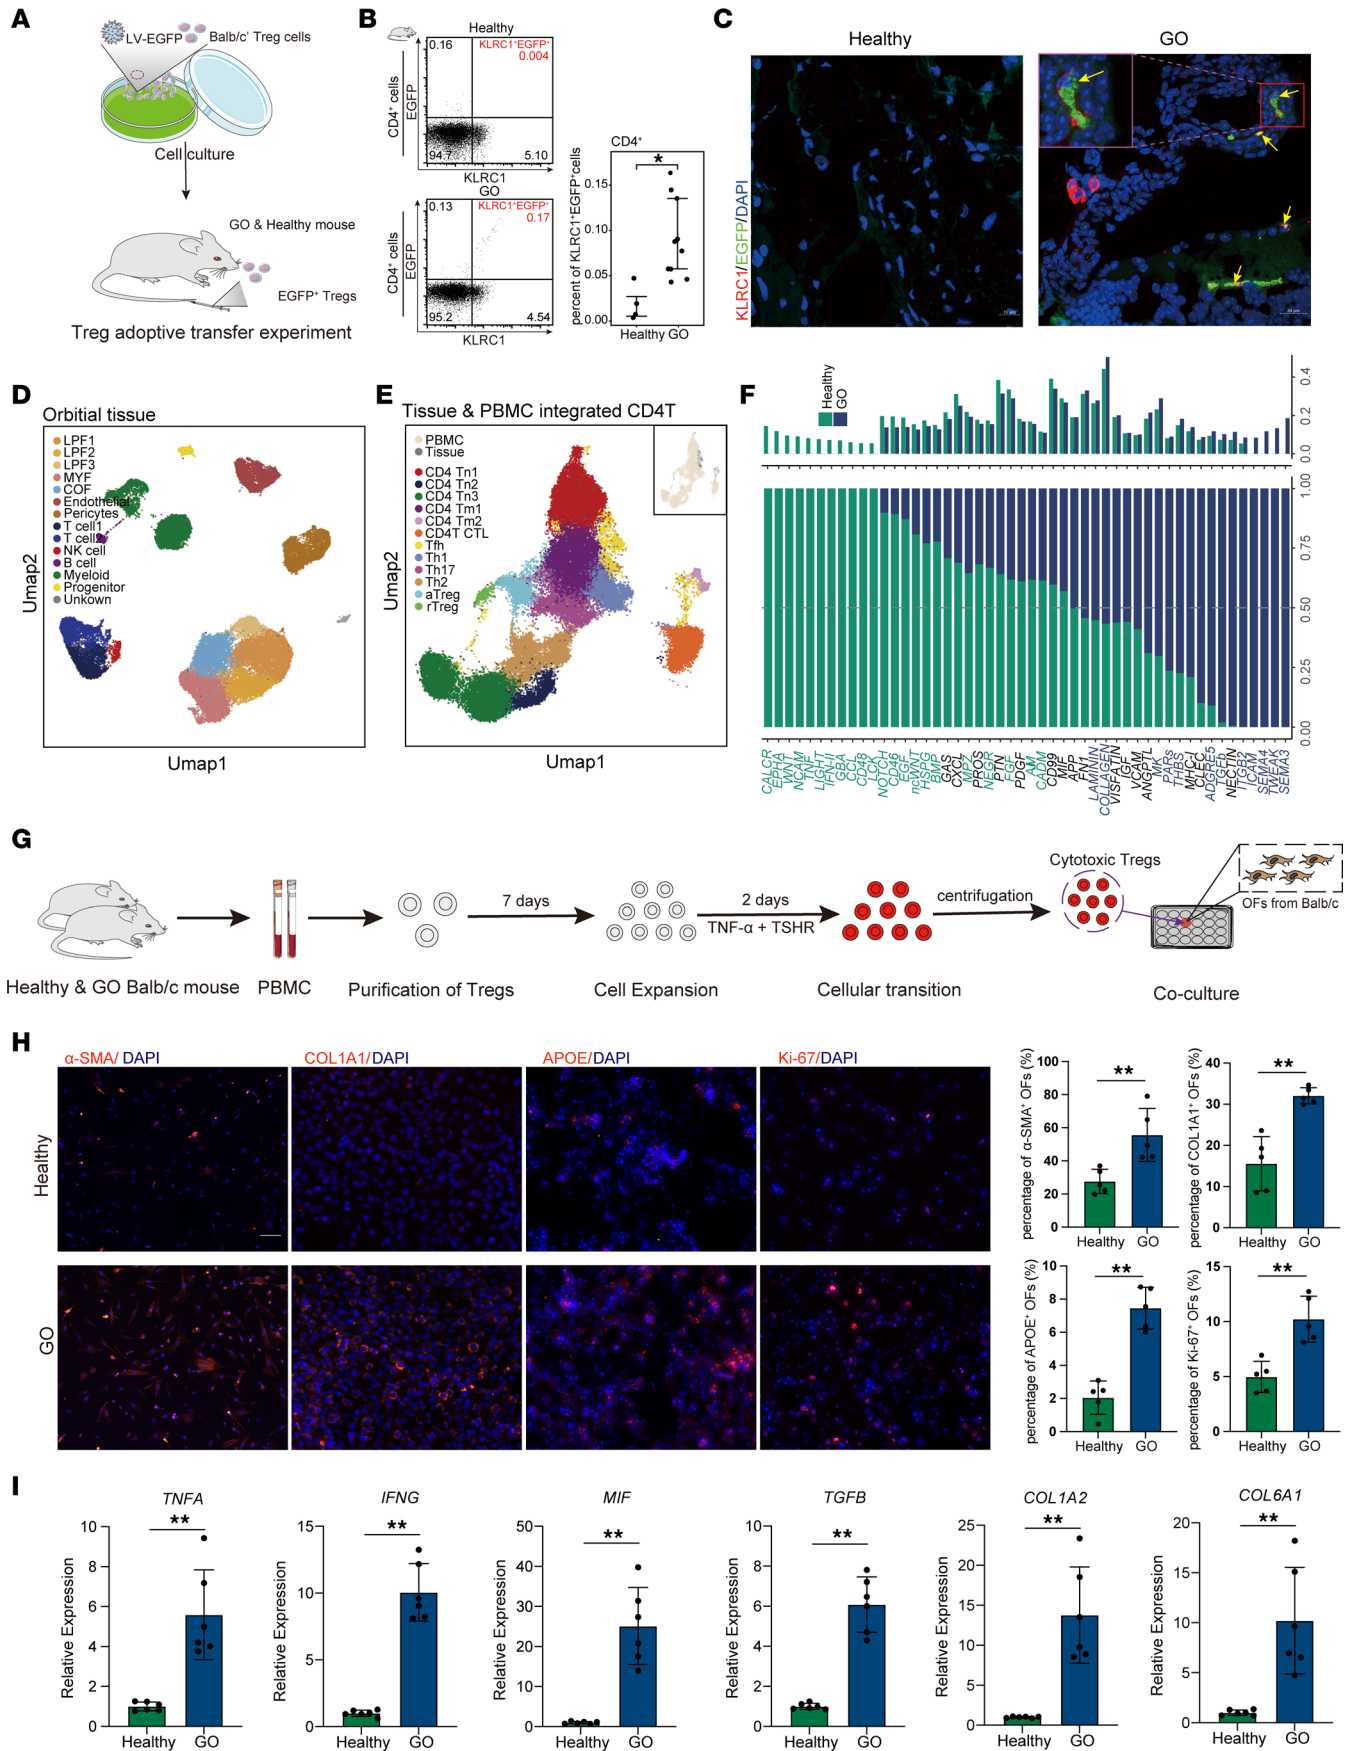 A
LV-EGFP
Balb/c' Treg cells
Cell culture
GO & Healthy mouse
EGFP⁺ Tregs
Treg adoptive transfer experiment
B
Healthy
0.16
KLRC1⁺EGFP⁺
0.004
CD4⁺ cells
EGFP
94.7
5.10
KLRC1
GO
0.13
KLRC1⁺EGFP⁺
0.17
CD4⁺ cells
EGFP
95.2
4.54
KLRC1
CD4⁺
*
percent of KLRC1⁺EGFP⁺cells
0.15
0.10
0.05
0.00
Healthy GO
C
Healthy
GO
KLRC1/EGFP/DAPI
D
Orbitial tissue
LPF1
LPF2
LPF3
MYF
COF
Endothelial
Pericytes
T cell1
T cell2
NK cell
B cell
Myeloid
Progenitor
Unkown
Umap2
Umap1
E
Tissue & PBMC integrated CD4T
PBMC
Tissue
CD4 Tn1
CD4 Tn2
CD4 Tn3
CD4 Tm1
CD4 Tm2
CD4T CTL
Tfh
Th1
Th17
Th2
aTreg
rTreg
Umap2
Umap1
F
Healthy
GO
0.4
0.2
0.0
1.00
0.75
0.50
0.25
0.00
CALCR
EPHA
WNT
NCAM
TNF
LIGHT
IFN-II
GBA
CCL
CD48
LCK
NOTCH
CD46
EGF
ncWNT
HSPG
BMP
GAS
CXCL
MPZ
PROS
NEGR
PTN
FGF
PDGF
AM
CADM
CD99
MIF
APP
FN1
LAMININ
COLLAGEN
VISFATIN
IGF
VCAM
ANGPTL
MK
PARs
THBS
MHC-I
CLEC
ADGRE5
TGFb
NECTIN
ITGB2
ICAM
SEMA4
TWEAK
SEMA3
G
Healthy & GO Balb/c mouse
PBMC
Purification of Tregs
7 days
Cell Expansion
2 days
TNF-α + TSHR
Cellular transition
centrifugation
Cytotoxic Tregs
OFs from Balb/c
Co-culture
H
α-SMA/ DAPI
COL1A1/DAPI
APOE/DAPI
Ki-67/DAPI
Healthy
GO
percentage of α-SMA⁺ OFs (%)
100
80
60
40
20
0
**
Healthy
GO
percentage of COL1A1⁺ OFs (%)
40
30
20
10
0
**
Healthy
GO
percentage of APOE⁺ OFs (%)
10
8
6
4
2
0
**
Healthy
GO
percentage of Ki-67⁺ OFs (%)
15
10
5
0
**
Healthy
GO
I
TNFA
**
Relative Expression
10
8
6
4
2
0
Healthy
GO
IFNG
**
Relative Expression
15
10
5
0
Healthy
GO
MIF
**
Relative Expression
50
40
30
20
10
0
Healthy
GO
TGFB
**
Relative Expression
10
8
6
4
2
0
Healthy
GO
COL1A2
**
Relative Expression
25
20
15
10
5
0
Healthy
GO
COL6A1
**
Relative Expression
20
15
10
5
0
Healthy
GO